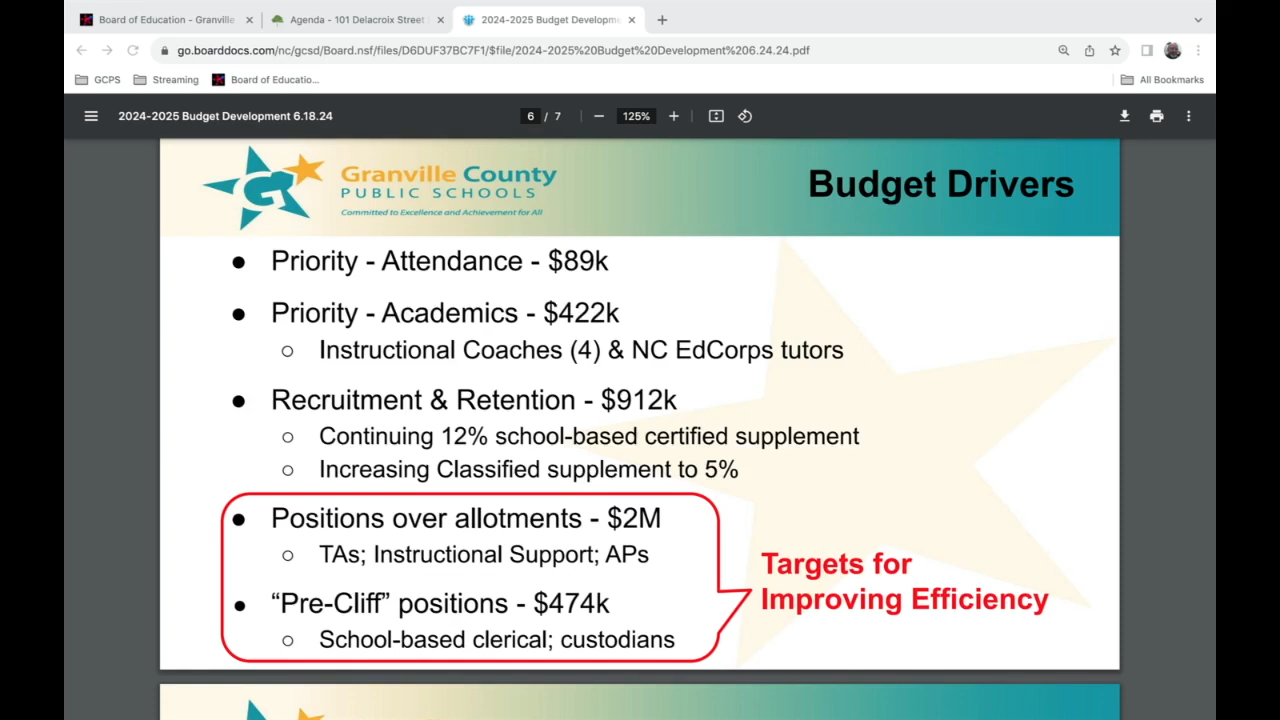 Board of Education - Granville
Agenda - 101 Delacroix Street
2024-2025 Budget Developm
go.boarddocs.com/nc/gcsd/Board.nsf/files/D6DUF37BC7F1/$file/2024-2025%20Budget%20Development%206.24.24.pdf
GCPS
Streaming
Board of Educatio...
All Bookmarks
2024-2025 Budget Development 6.18.24
6 / 7
125%
Granville County
PUBLIC SCHOOLS
Committed to Excellence and Achievement for All
Budget Drivers
● Priority - Attendance - $89k
● Priority - Academics - $422k
○ Instructional Coaches (4) & NC EdCorps tutors
● Recruitment & Retention - $912k
○ Continuing 12% school-based certified supplement
○ Increasing Classified supplement to 5%
● Positions over allotments - $2M
○ TAs; Instructional Support; APs
● “Pre-Cliff” positions - $474k
○ School-based clerical; custodians
Targets for
Improving Efficiency